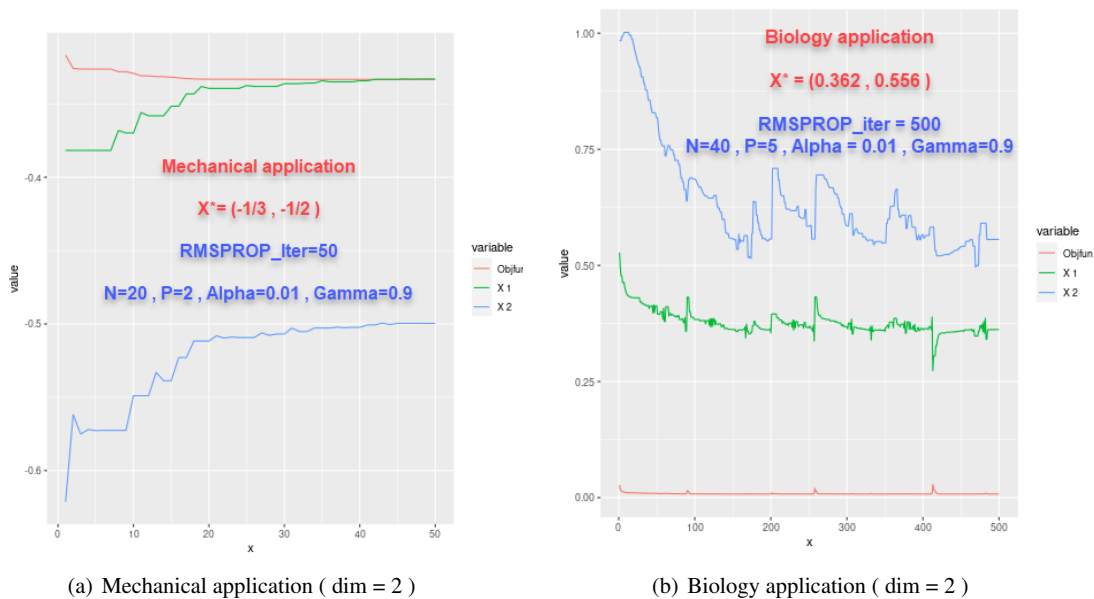 value
-0.4
-0.5
-0.6
0
10
20
30
40
50
x
Mechanical application
X*= (-1/3 , -1/2 )
RMSPROP_Iter=50
N=20 , P=2 , Alpha=0.01 , Gamma=0.9
variable
Objfun
X 1
X 2
(a) Mechanical application ( dim = 2 )
value
1.00
0.75
0.50
0.25
0.00
0
100
200
300
400
500
x
Biology application
X* = (0.362 , 0.556 )
RMSPROP_iter = 500
N=40 , P=5 , Alpha = 0.01 , Gamma=0.9
variable
Objfun
X 1
X 2
(b) Biology application ( dim = 2 )